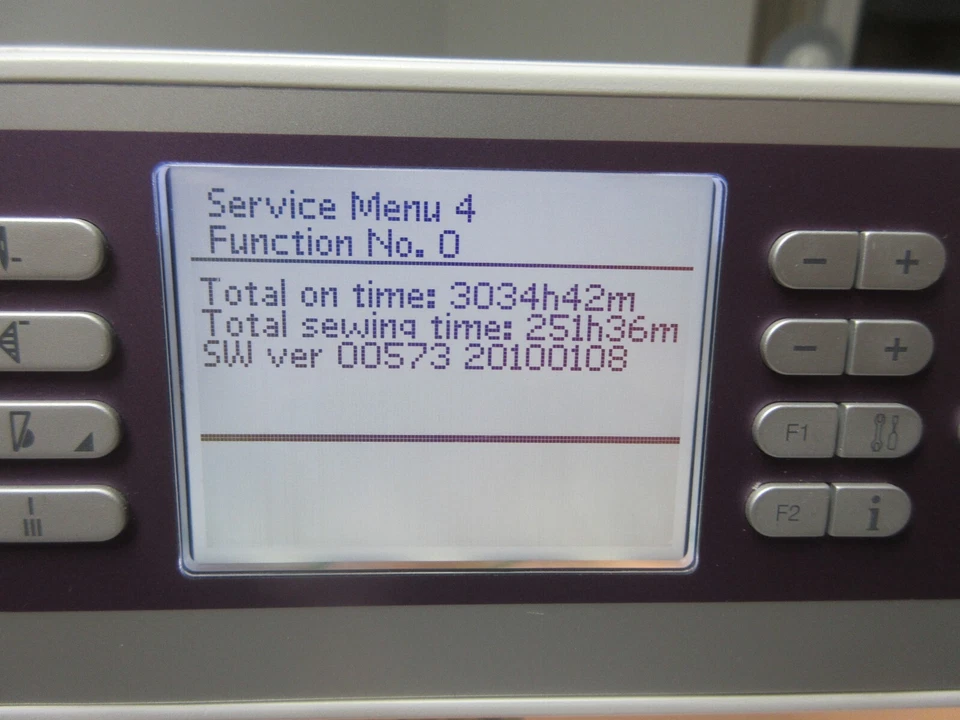 Service Menu 4
Function No. 0
Total on time: 3034h42m
Total sewing time: 251h36m
SW ver 00573 20100108
- +
- +
F1
F2 i